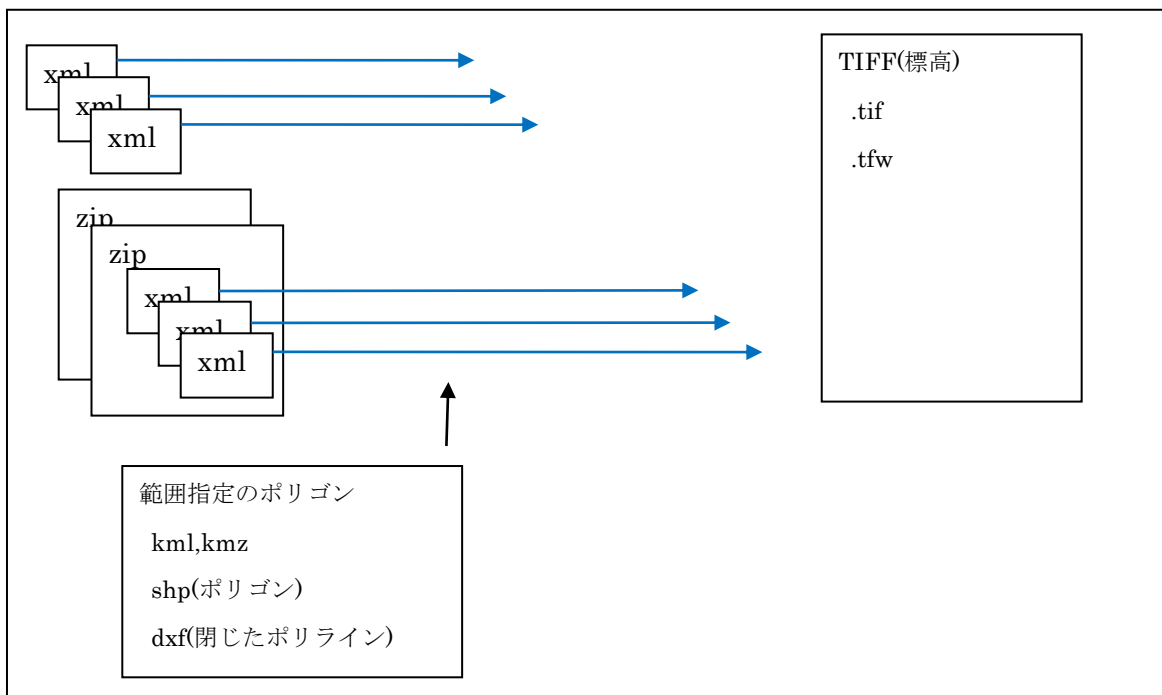 xml
xml
xml
zip
zip
xml
xml
xml
TIFF(標高)
.tif
.tfw
範囲指定のポリゴン
kml,kmz
shp(ポリゴン)
dxf(閉じたポリライン)